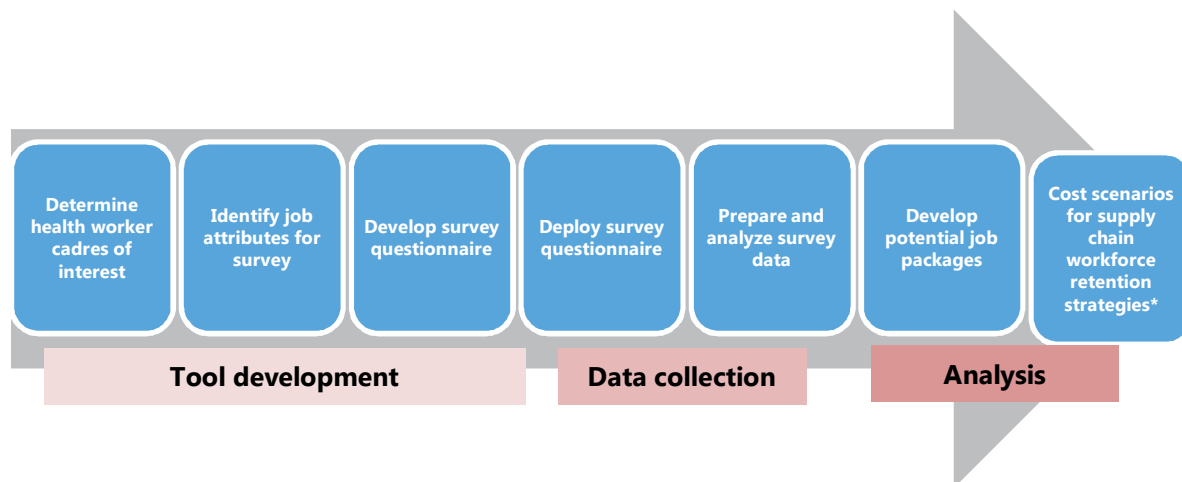 Determine
health worker
cadres of
interest
Identify job
attributes for
survey
Develop survey
questionnaire
Deploy survey
questionnaire
Prepare and
analyze survey
data
Develop
potential job
packages
Cost scenarios
for supply
chain
workforce
retention
strategies*
Tool development
Data collection
Analysis